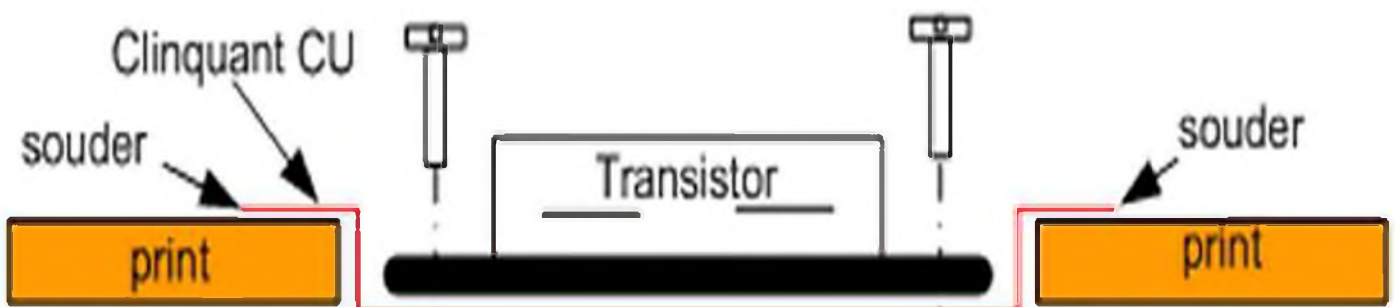 Clinquant CU
souder
souder
Transistor
print
print